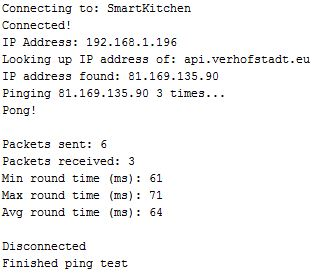 Connecting to: SmartKitchen
Connected!
IP Address: 192.168.1.196
Looking up IP address of: api.verhofstadt.eu
IP address found: 81.169.135.90
Pinging 81.169.135.90 3 times...
Pong!
Packets sent: 6
Packets received: 3
Min round time (ms): 61
Max round time (ms): 71
Avg round time (ms): 64
Disconnected
Finished ping test